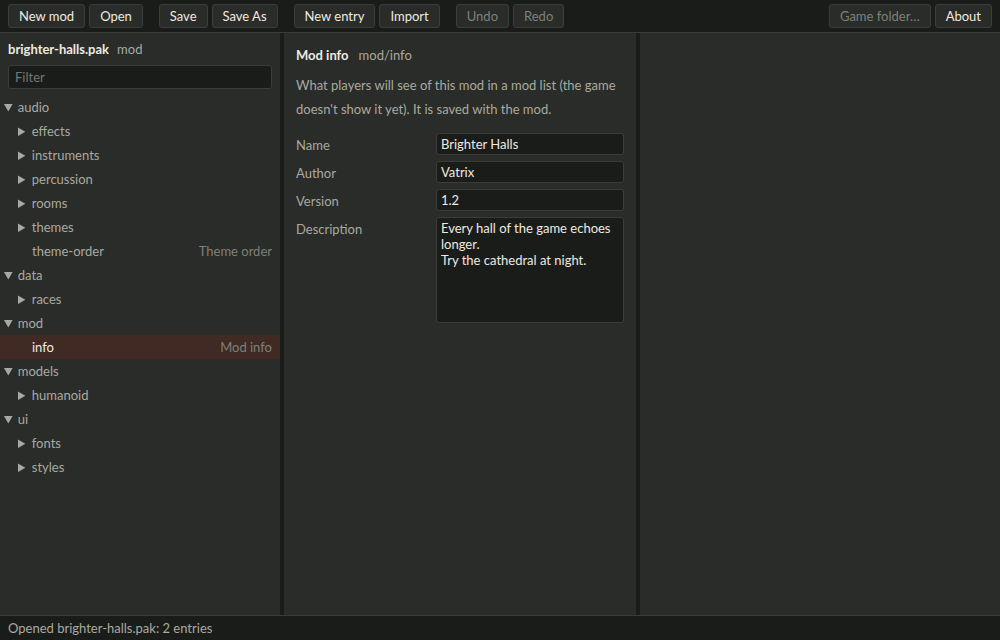 New mod Open Save Save As New entry Import Undo Redo Game folder... About
brighter-halls.pak mod
Filter
audio
effects
instruments
percussion
rooms
themes
theme-order Theme order
data
races
mod
info Mod info
models
humanoid
ui
fonts
styles
Mod info mod/info
What players will see of this mod in a mod list (the game
doesn't show it yet). It is saved with the mod.
Name Brighter Halls
Author Vatrix
Version 1.2
Description Every hall of the game echoes
longer.
Try the cathedral at night.
Opened brighter-halls.pak: 2 entries